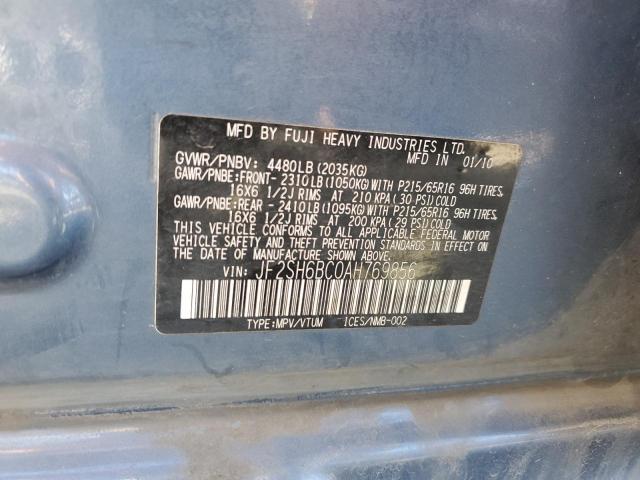 MFD BY FUJI HEAVY INDUSTRIES LTD.
MFD IN 01/10
GVWR/PNBV: 4480LB(2035KG)
GAWR/PNBE:FRONT- 2310LB(1050KG)WITH P215/65R16 96H TIRES,
16X6 1/2J RIMS AT 210 KPA(30 PSI)COLD
GAWR/PNBE:REAR - 2410LB(1095KG)WITH P215/65R16 96H TIRES,
16X6 1/2J RIMS AT 200 KPA(29 PSI)COLD
THIS VEHICLE CONFORMS TO ALL APPLICABLE FEDERAL MOTOR
VEHICLE SAFETY AND THEFT PREVENTION STANDARDS IN EFFECT ON
THE DATE OF MANUFACTURE SHOWN ABOVE.
VIN: JF2SH6BC0AH769856
TYPE:MPV/VTUM ICES/NMB-002